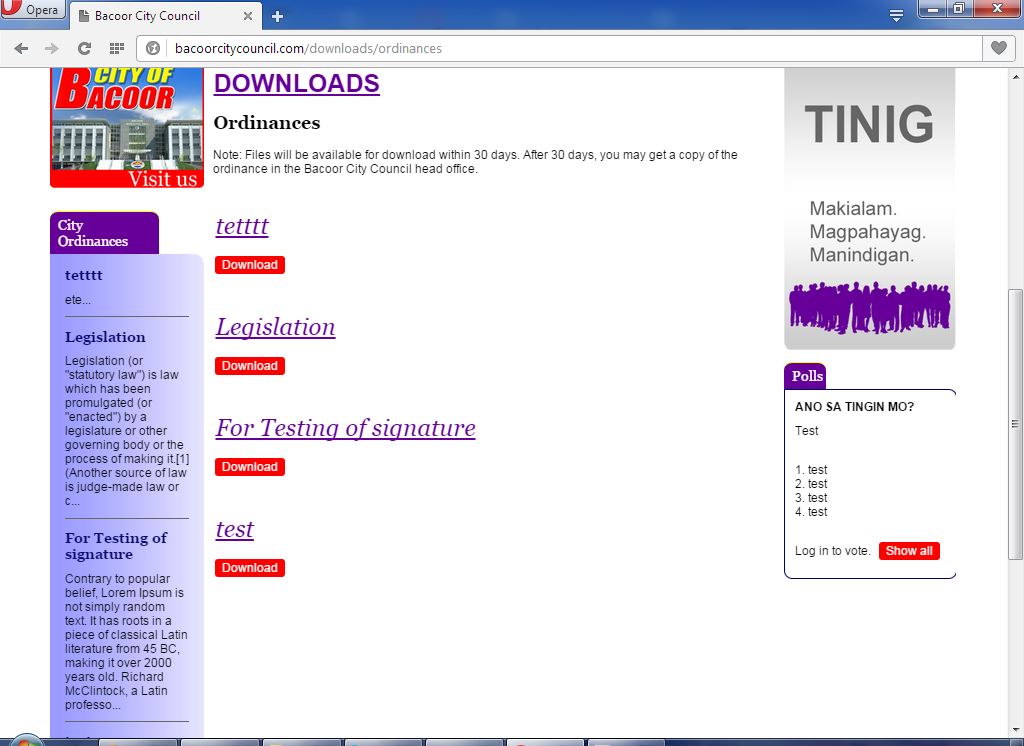 Opera
Bacoor City Council
bacoorcitycouncil.com/downloads/ordinances
CITY OF
BACOOR
Visit us
DOWNLOADS
Ordinances
Note: Files will be available for download within 30 days. After 30 days, you may get a copy of the
ordinance in the Bacoor City Council head office.
City
Ordinances
tetttt
ete...
Legislation
Legislation (or
"statutory law") is law
which has been
promulgated (or
"enacted") by a
legislature or other
governing body or the
process of making it.[1]
(Another source of law
is judge-made law or
c...
For Testing of
signature
Contrary to popular
belief, Lorem Ipsum is
not simply random
text. It has roots in a
piece of classical Latin
literature from 45 BC,
making it over 2000
years old. Richard
McClintock, a Latin
professo...
tetttt
Download
Legislation
Download
For Testing of signature
Download
test
Download
TINIG
Makialam.
Magpahayag.
Manindigan.
Polls
ANO SA TINGIN MO?
Test
1. test
2. test
3. test
4. test
Log in to vote. Show all